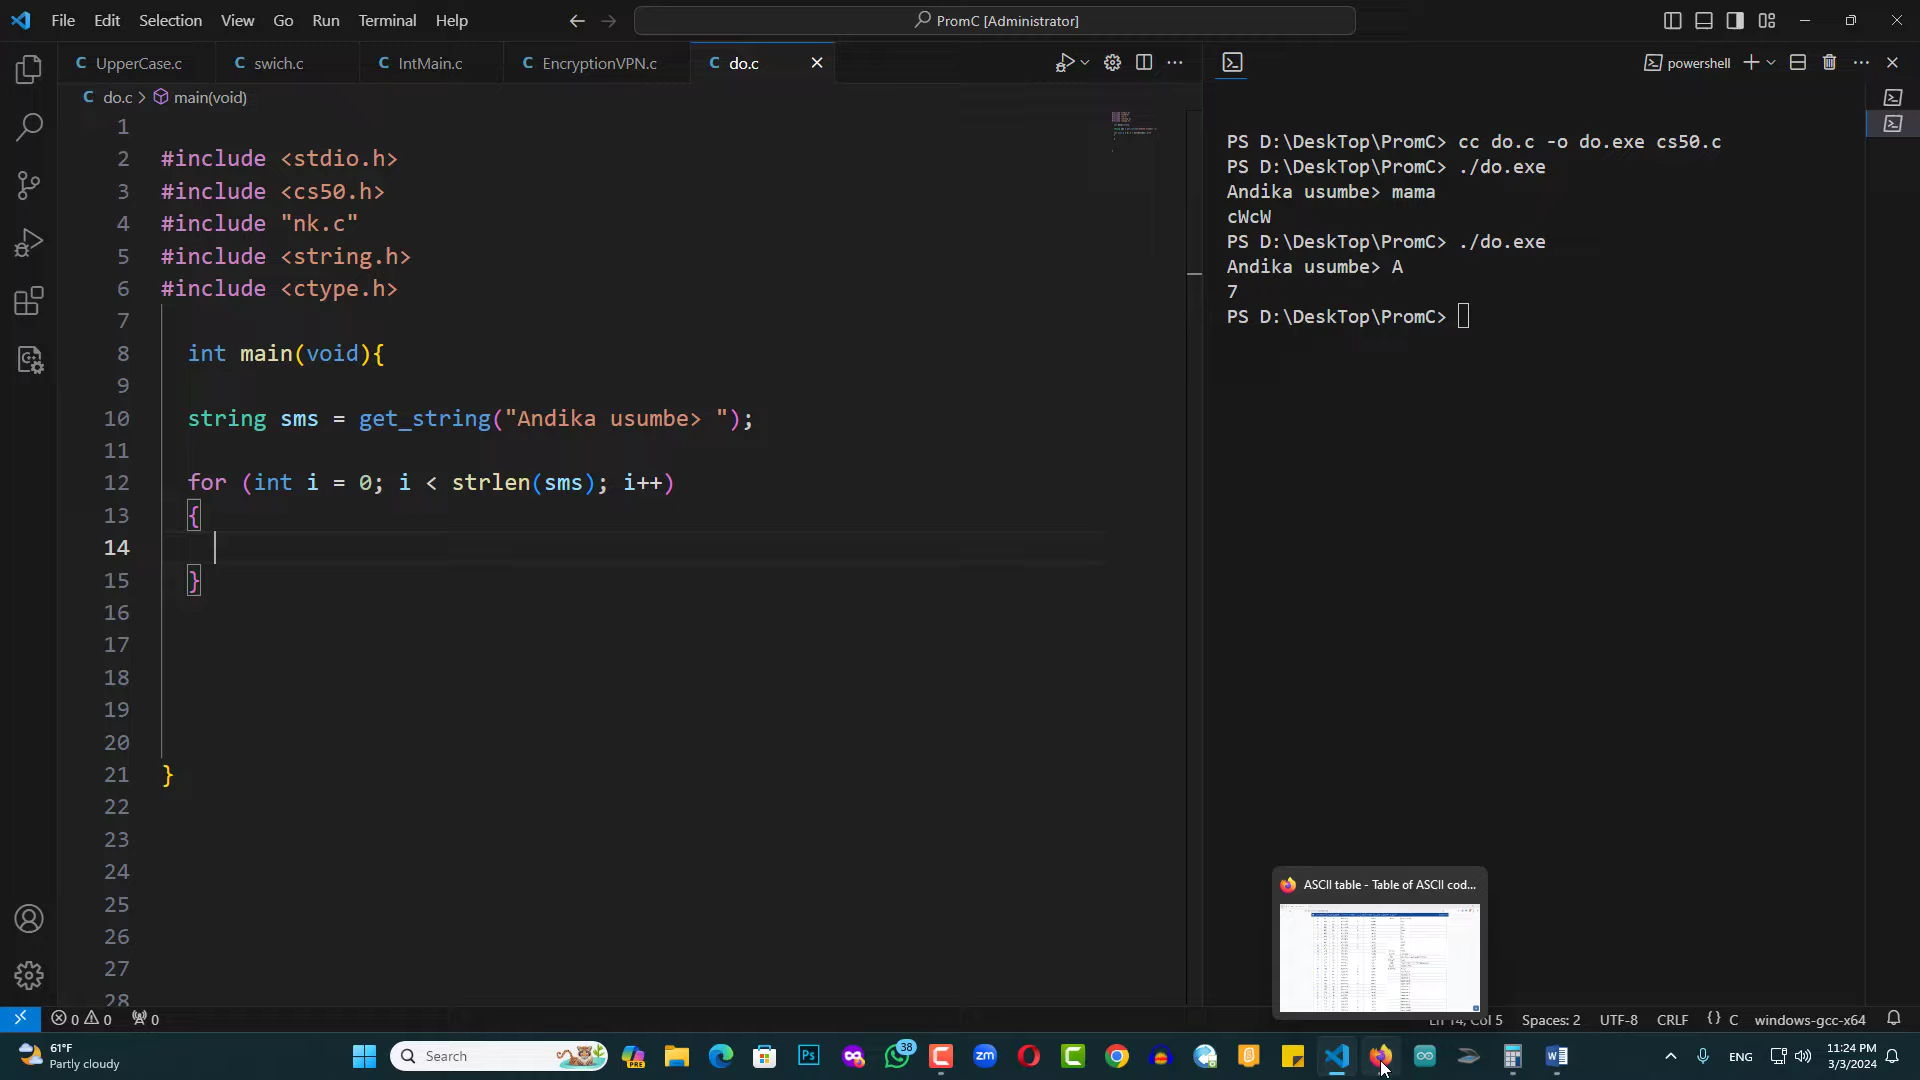 File Edit Selection View Go Run Terminal Help
PromC [Administrator]
C UpperCase.c C swich.c C IntMain.c C EncryptionVPN.c C do.c
powershell
C do.c > main(void)
1
2 #include <stdio.h>
3 #include <cs50.h>
4 #include "nk.c"
5 #include <string.h>
6 #include <ctype.h>
7
8 int main(void){
9
10 string sms = get_string("Andika usumbe> ");
11
12 for (int i = 0; i < strlen(sms); i++)
13 {
14
15 }
16
17
18
19
20
21 }
22
23
24
25
26
27
28
PS D:\DeskTop\PromC> cc do.c -o do.exe cs50.c
PS D:\DeskTop\PromC> ./do.exe
Andika usumbe> mama
cWcW
PS D:\DeskTop\PromC> ./do.exe
Andika usumbe> A
7
PS D:\DeskTop\PromC>
ASCII table - Table of ASCII cod...
0 0 0
Ln 14, Col 5 Spaces: 2 UTF-8 CRLF {} C windows-gcc-x64
61°F
Partly cloudy
Search
PRE
Ps
38
zm
ENG
11:24 PM
3/3/2024